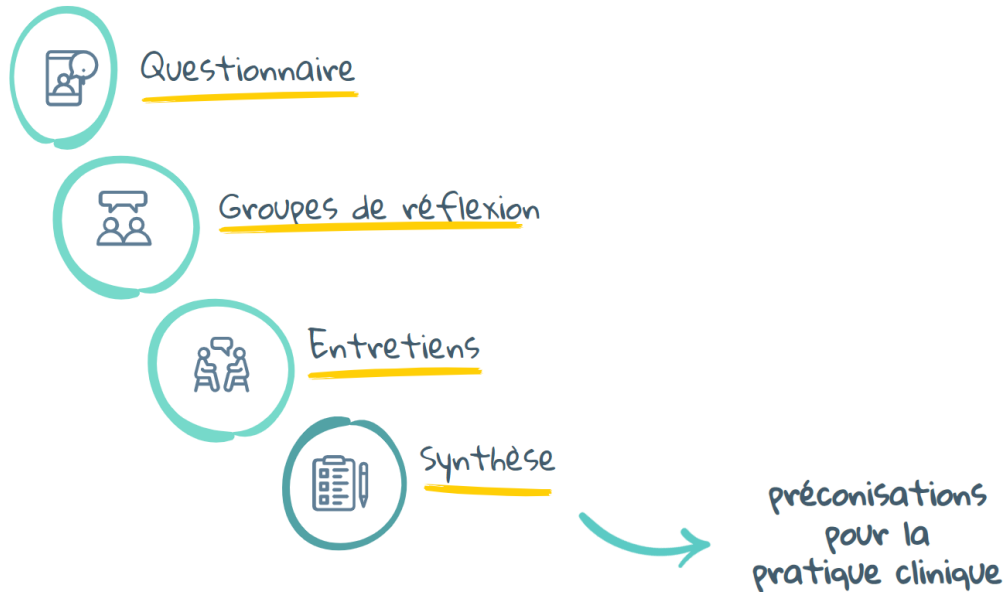 Questionnaire
Groupes de réflexion
Entretiens
Synthèse
préconisations
pour la
pratique clinique